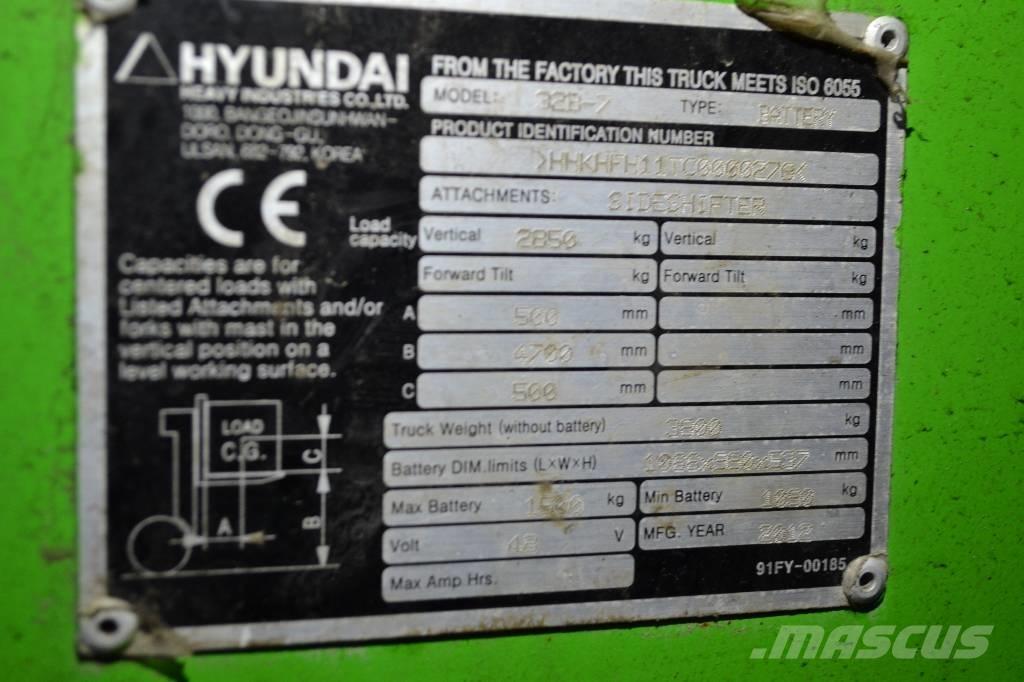 HYUNDAI
HEAVY INDUSTRIES CO., LTD.
1000, BANGEOJINSUNHWAN-
DORO, DONG-GU,
ULSAN, 682-792, KOREA
CE
FROM THE FACTORY THIS TRUCK MEETS ISO 6055
MODEL: 32B-7 TYPE: BATTERY
PRODUCT IDENTIFICATION NUMBER
ATTACHMENTS: SIDESHIFTER
Load capacity Vertical 2850 kg Vertical kg
Forward Tilt kg Forward Tilt kg
A 500 mm mm
B 4700 mm mm
C 500 mm mm
Capacities are for
centered loads with
Listed Attachments and/or
forks with mast in the
vertical position on a
level working surface.
LOAD
C.G.
C
A
B
Truck Weight (without battery) kg
Battery DIM.limits (L×W×H) mm
Max Battery 1500 kg Min Battery kg
Volt 48 V MFG. YEAR 2012
Max Amp Hrs.
91FY-00185
MASCUS